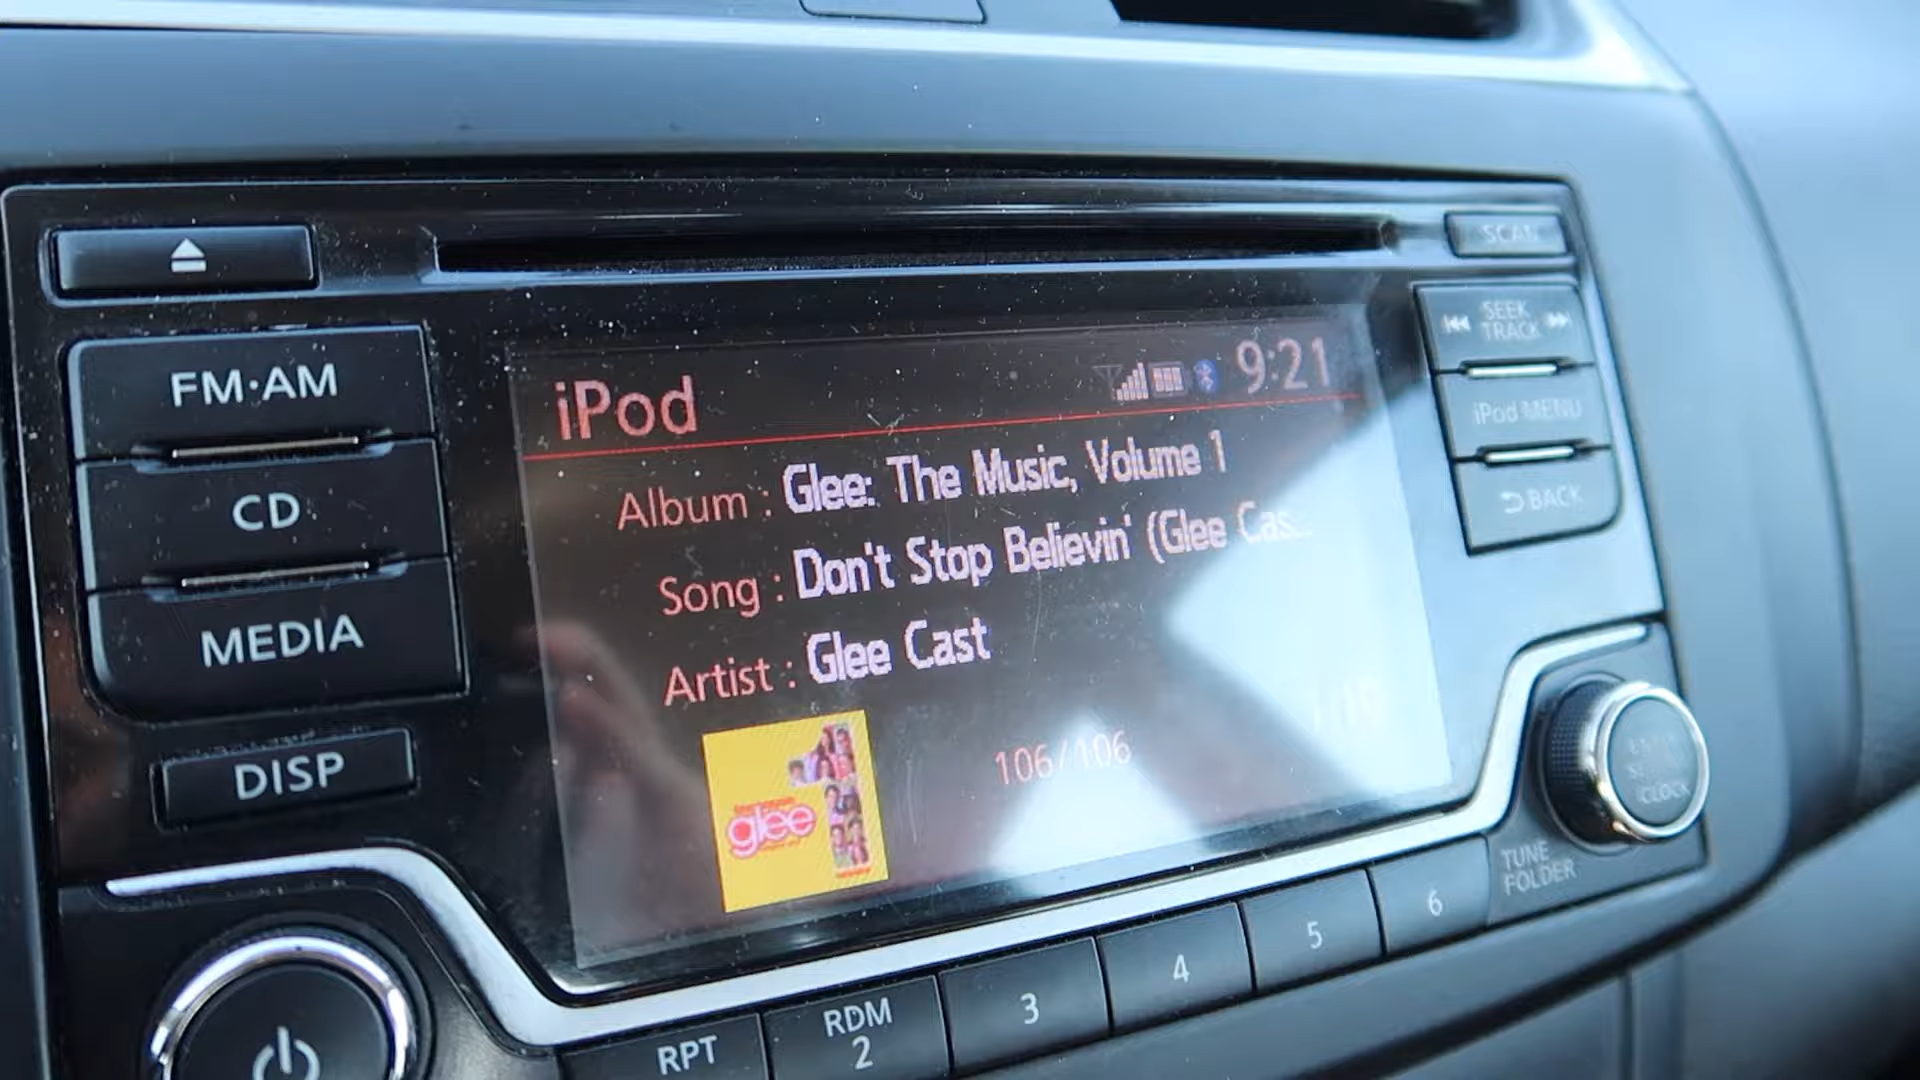 SCAN
SEEK
TRACK
FM·AM
iPod 9:21
iPod MENU
Album : Glee: The Music, Volume 1
CD
BACK
Song : Don't Stop Believin' (Glee Cas...
MEDIA
Artist : Glee Cast
DISP
glee
106/106
CLOCK
TUNE
FOLDER
RPT
RDM
2
3
4
5
6